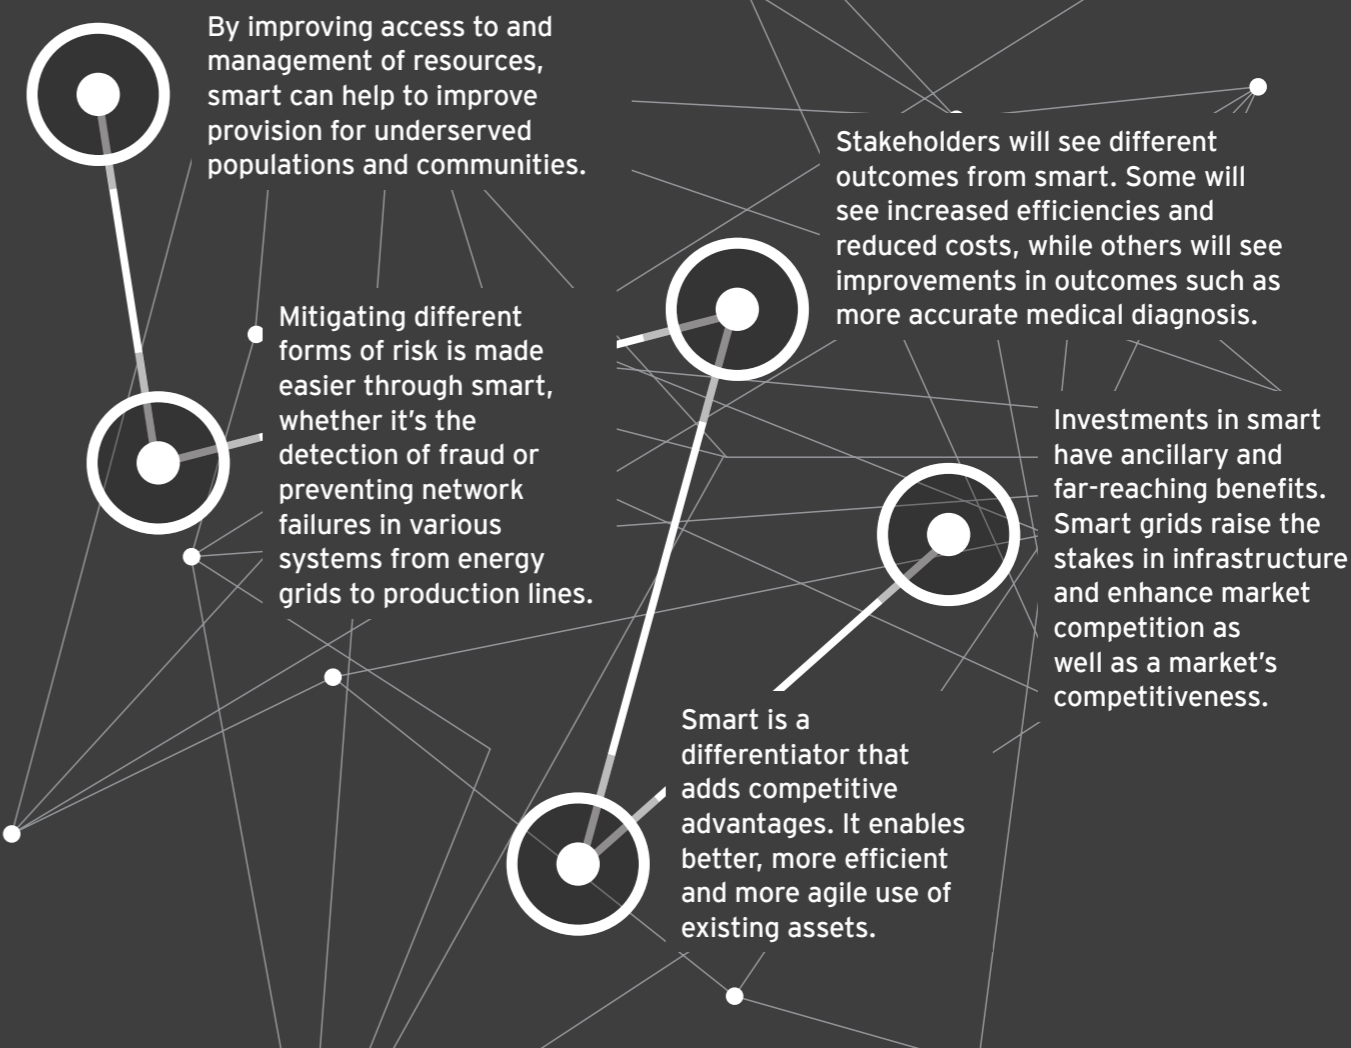 By improving access to and
management of resources,
smart can help to improve
provision for underserved
populations and communities.
Mitigating different
forms of risk is made
easier through smart,
whether it's the
detection of fraud or
preventing network
failures in various
systems from energy
grids to production lines.
Stakeholders will see different
outcomes from smart. Some will
see increased efficiencies and
reduced costs, while others will see
improvements in outcomes such as
more accurate medical diagnosis.
Smart is a
differentiator that
adds competitive
advantages. It enables
better, more efficient
and more agile use of
existing assets.
Investments in smart
have ancillary and
far-reaching benefits.
Smart grids raise the
stakes in infrastructure
and enhance market
competition as
well as a market's
competitiveness.